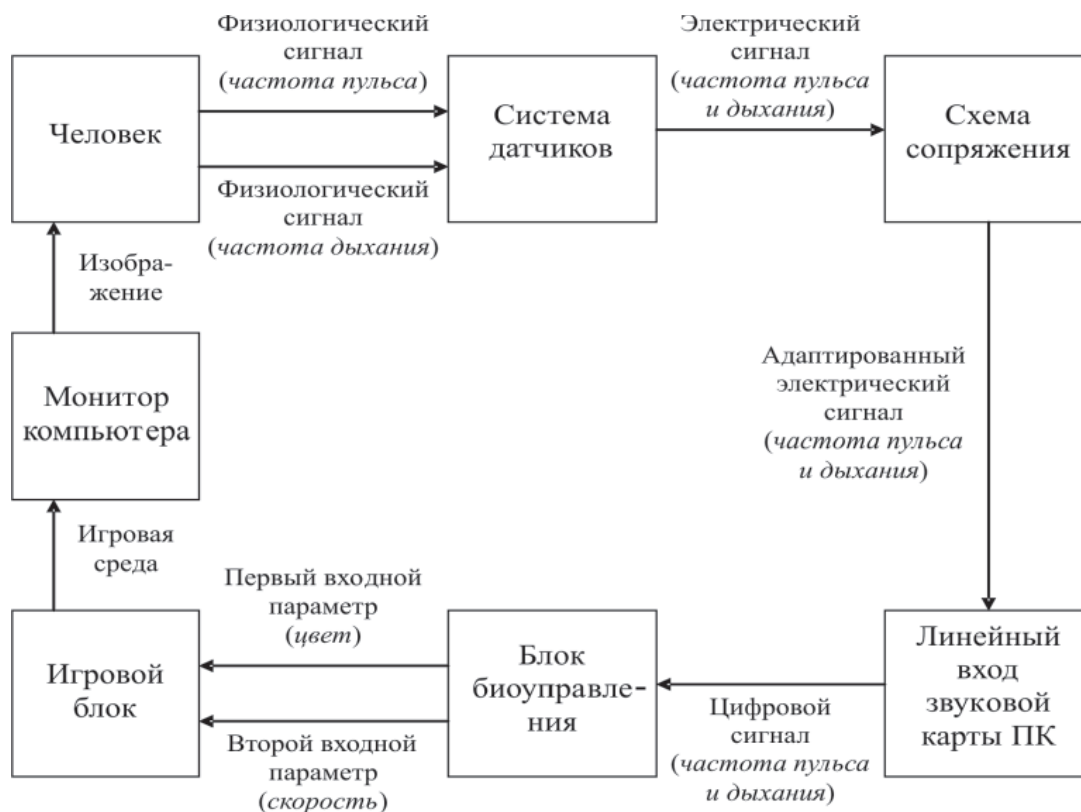 Физиологический
сигнал
(частота пульса)
Электрический
сигнал
(частота пульса
и дыхания)
Человек
Система
датчиков
Схема
сопряжения
Физиологический
сигнал
(частота дыхания)
Изобра-
жение
Монитор
компьютера
Адаптированный
электрический
сигнал
(частота пульса
и дыхания)
Игровая
среда
Первый входной
параметр
(цвет)
Игровой
блок
Блок
биоуправле-
ния
Линейный
вход
звуковой
карты ПК
Второй входной
параметр
(скорость)
Цифровой
сигнал
(частота пульса
и дыхания)